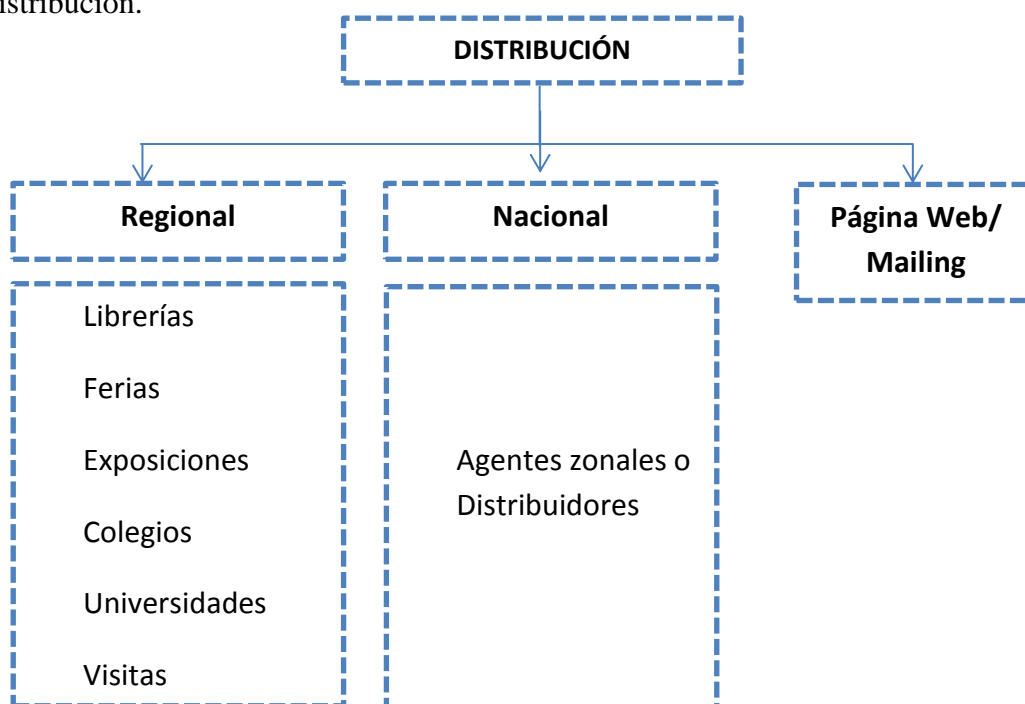 istribución.
DISTRIBUCIÓN
Regional
Nacional
Página Web/
Mailing
Librerías
Ferias
Exposiciones
Colegios
Universidades
Visitas
Agentes zonales o
Distribuidores